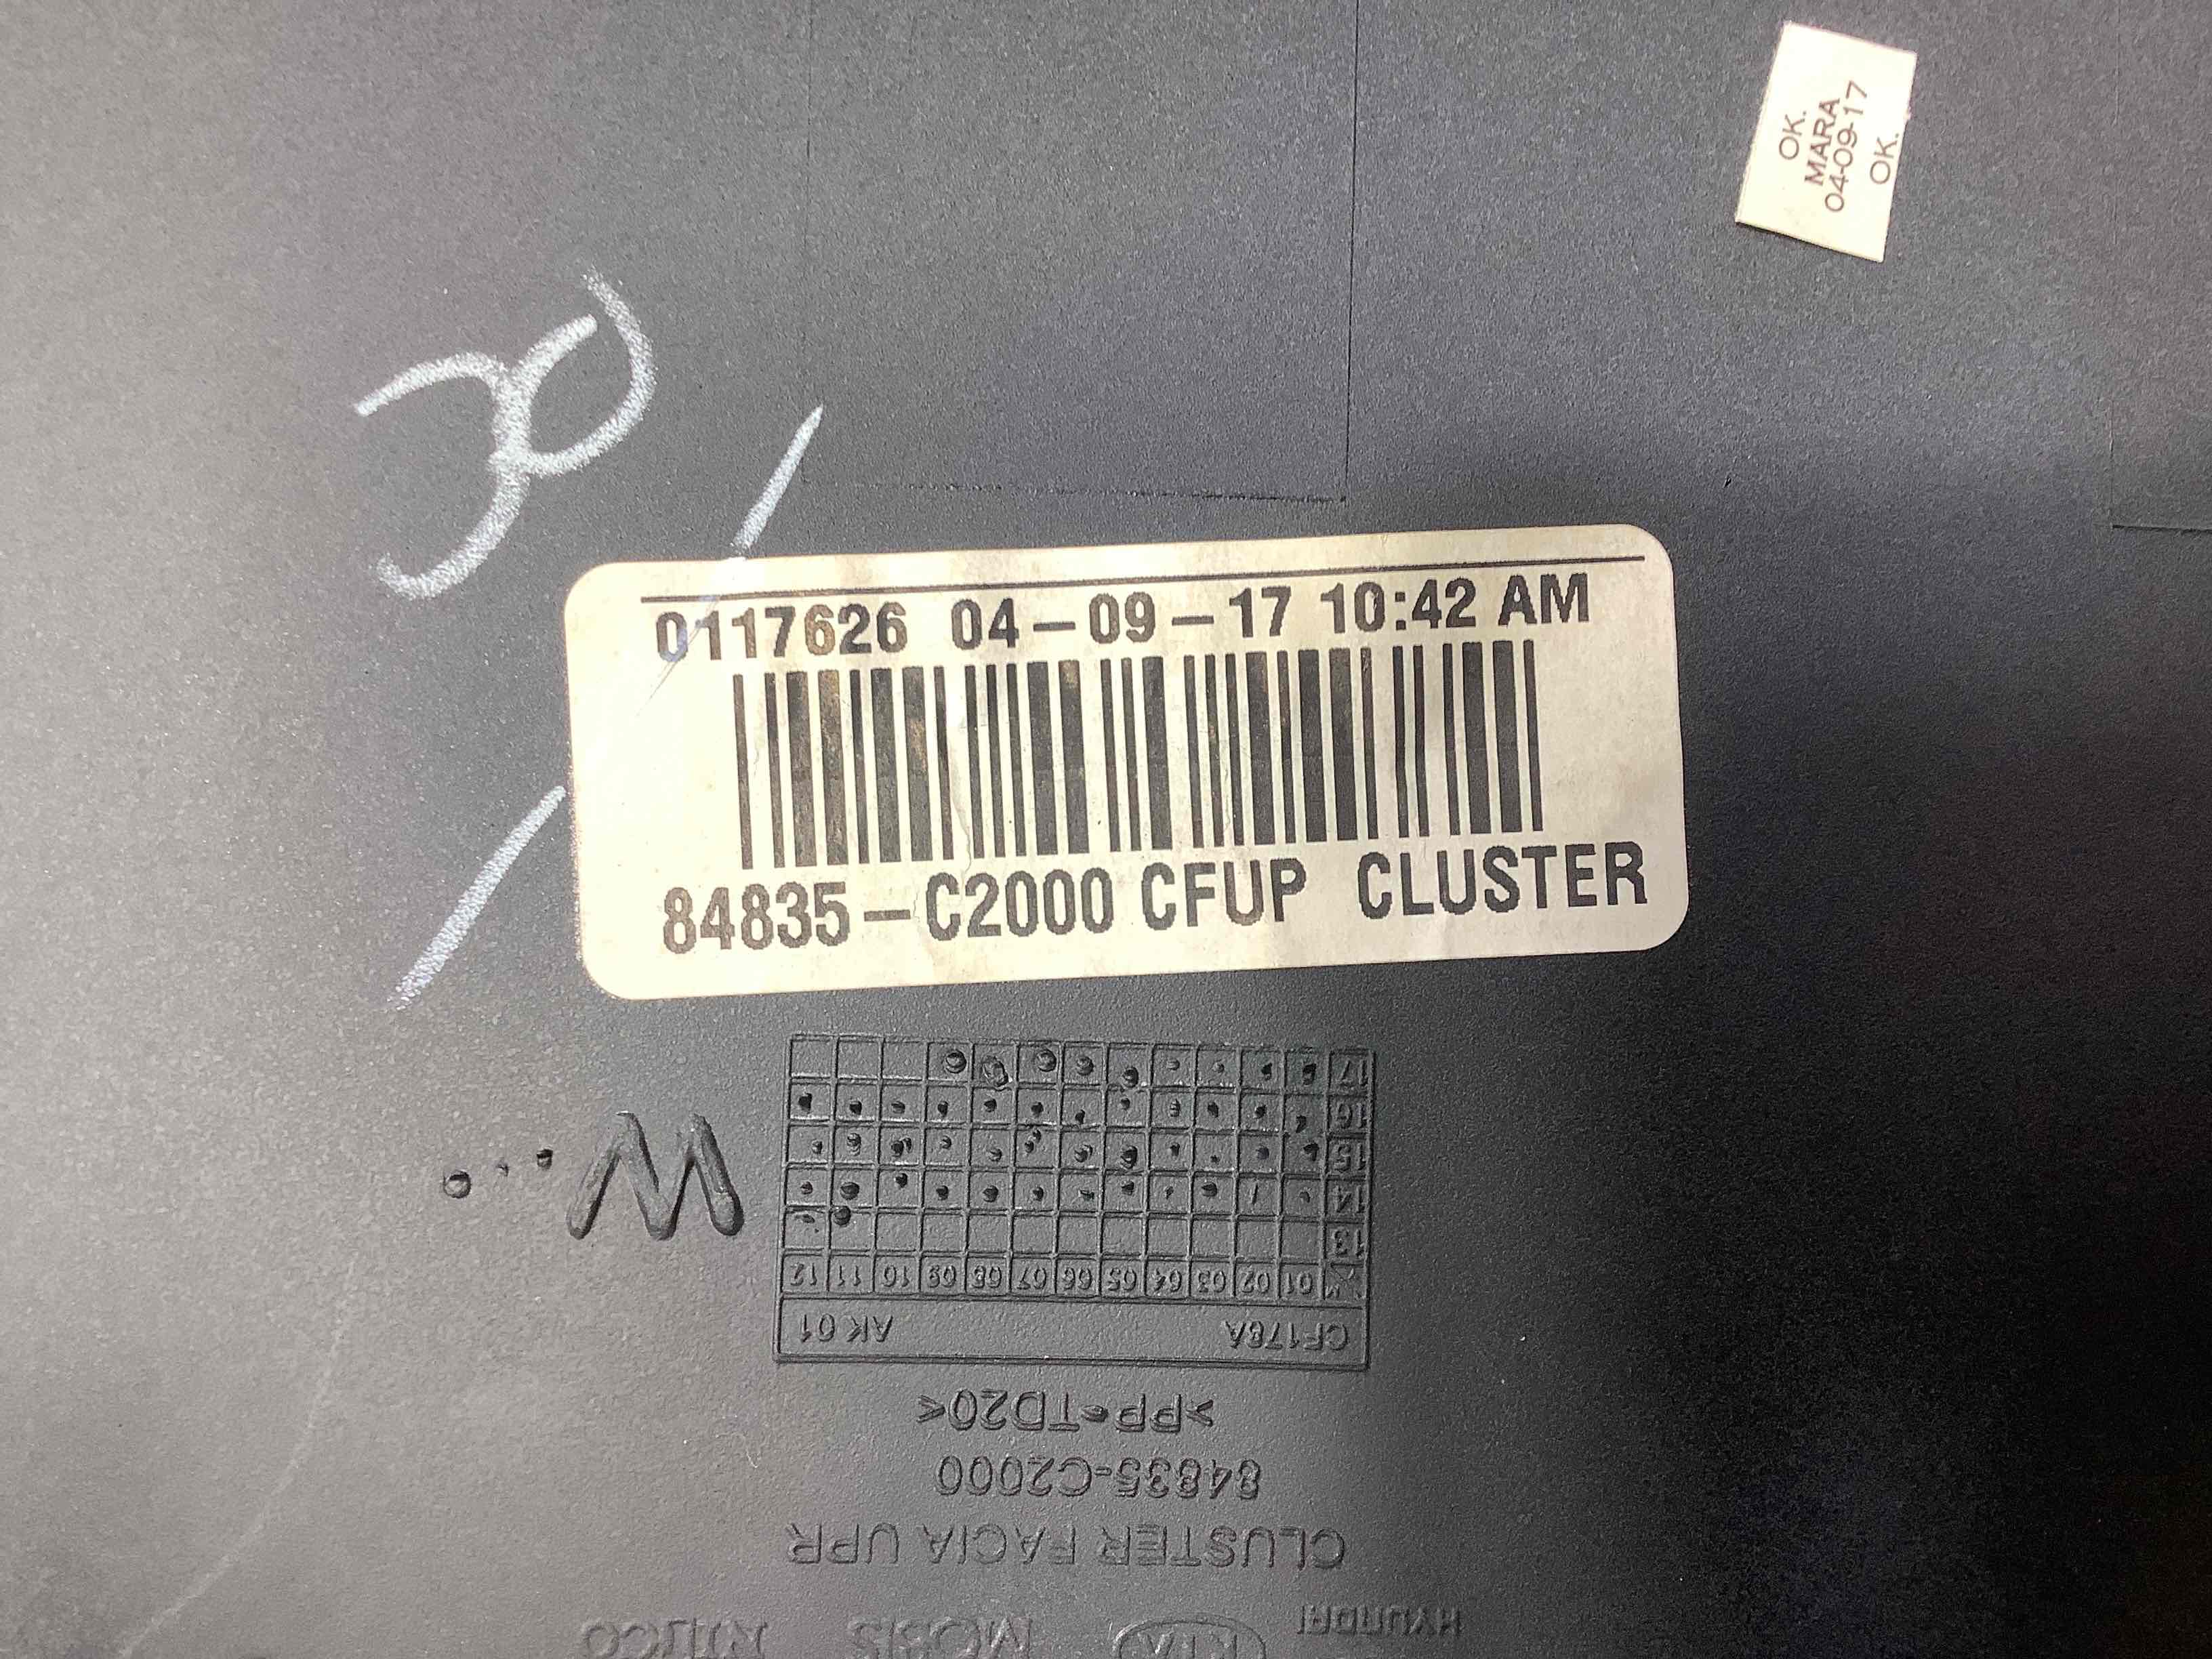 OK.
MARA
04-09-17
OK.
0117626 04-09-17 10:42 AM
84835-C2000 CFUP CLUSTER
HYUNDAI KIA MOBIS
CLUSTER FACIA UPR
84835-C2000
>PP-TD20<
CF178A AK 01
01 02 03 04 05 06 07 08 09 10 11 12
13
14
15
16
17
W